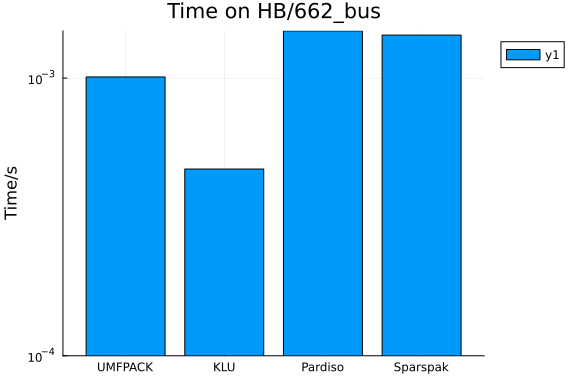 Time on HB/662_bus
y1
Time/s
10⁻³
10⁻⁴
UMFPACK KLU Pardiso Sparspak